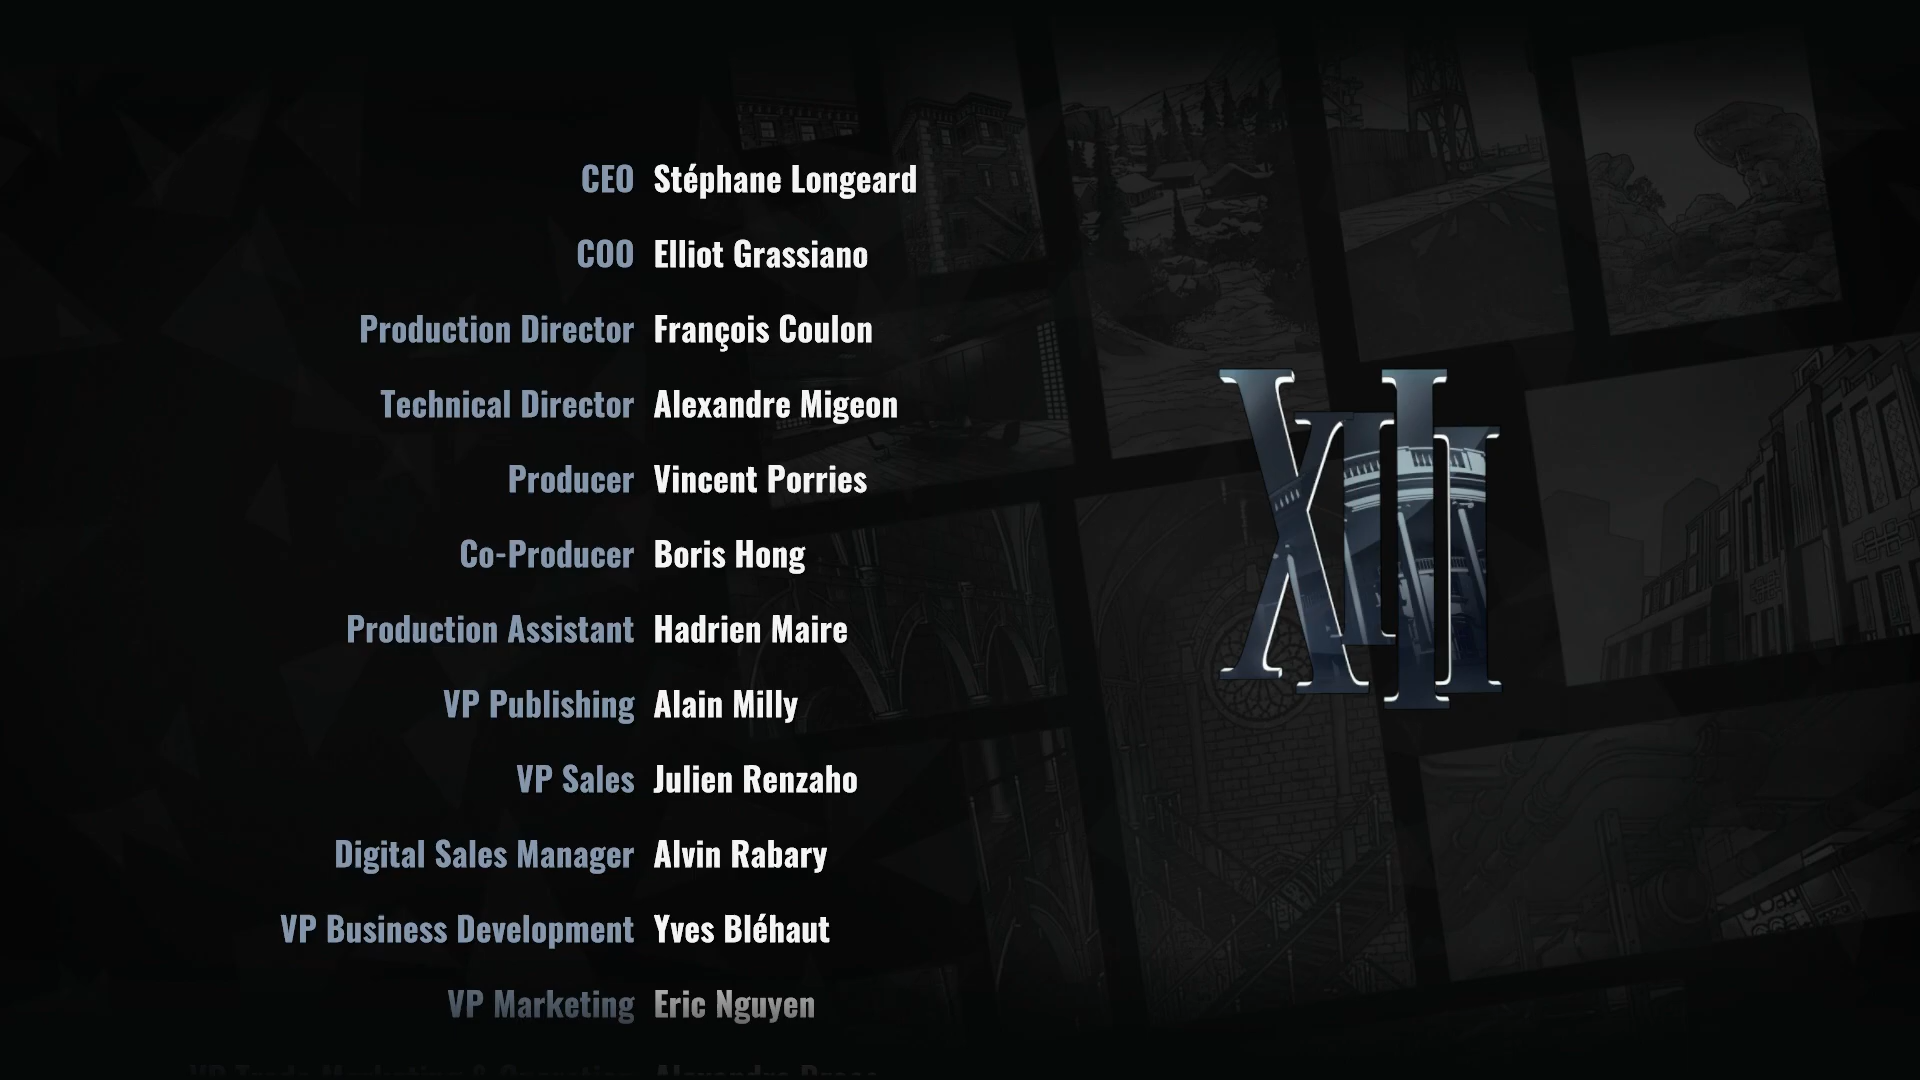 CEO Stéphane Longeard
COO Elliot Grassiano
Production Director François Coulon
Technical Director Alexandre Migeon
Producer Vincent Porries
Co-Producer Boris Hong
Production Assistant Hadrien Maire
VP Publishing Alain Milly
VP Sales Julien Renzaho
Digital Sales Manager Alvin Rabary
VP Business Development Yves Bléhaut
VP Marketing Eric Nguyen
XIII